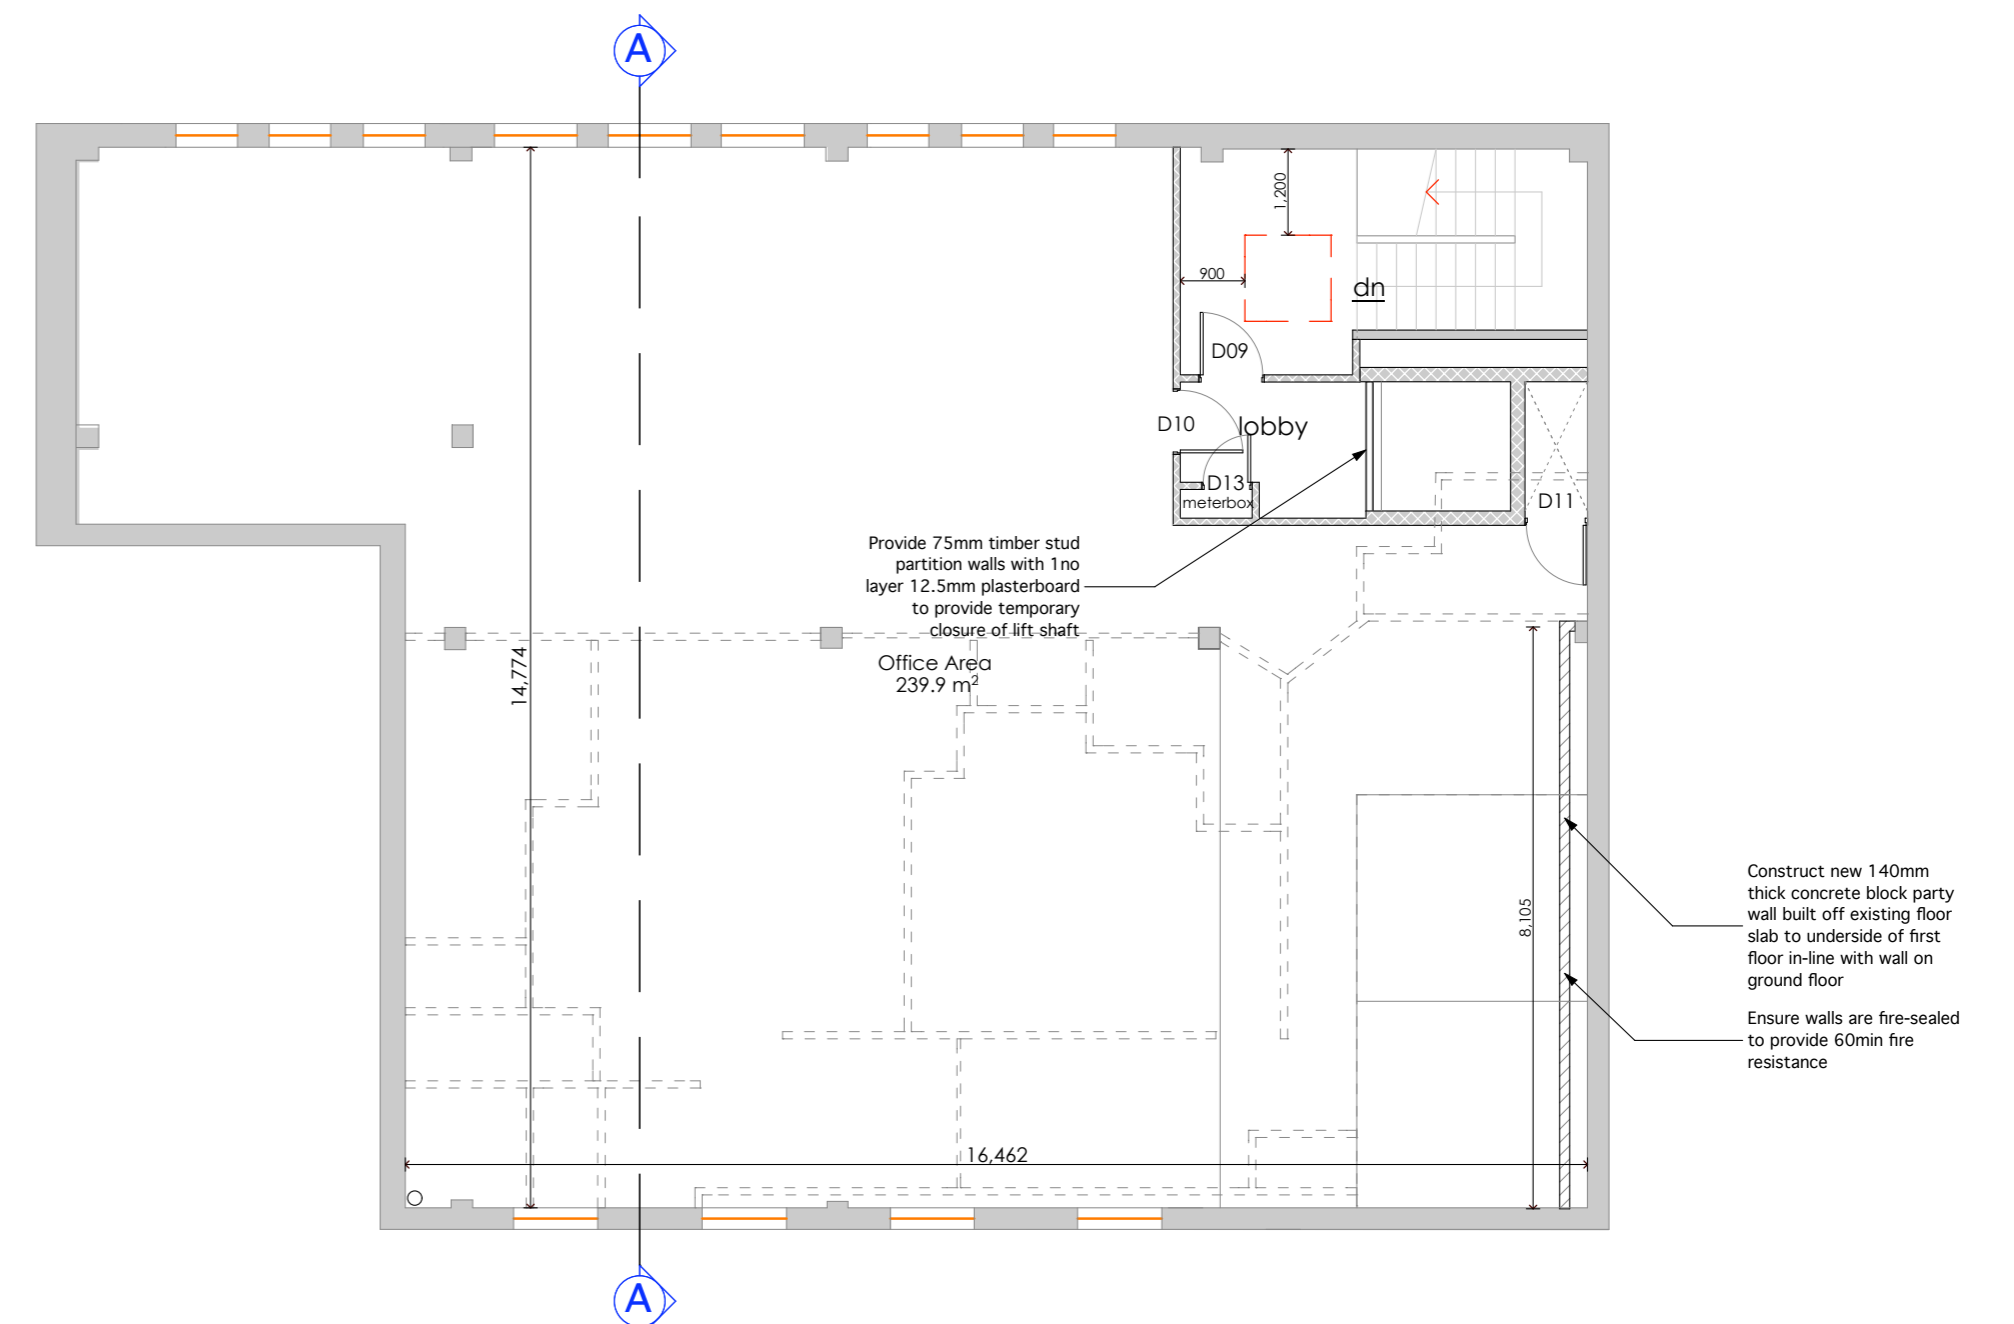 A
1,200
900
dn
D09
D10
lobby
D13
meterbox
D11
Provide 75mm timber stud
partition walls with 1no
layer 12.5mm plasterboard
to provide temporary
closure of lift shaft
Office Area
239.9 m²
14,774
8,105
Construct new 140mm
thick concrete block party
wall built off existing floor
slab to underside of first
floor in-line with wall on
ground floor
Ensure walls are fire-sealed
to provide 60min fire
resistance
16,462
A